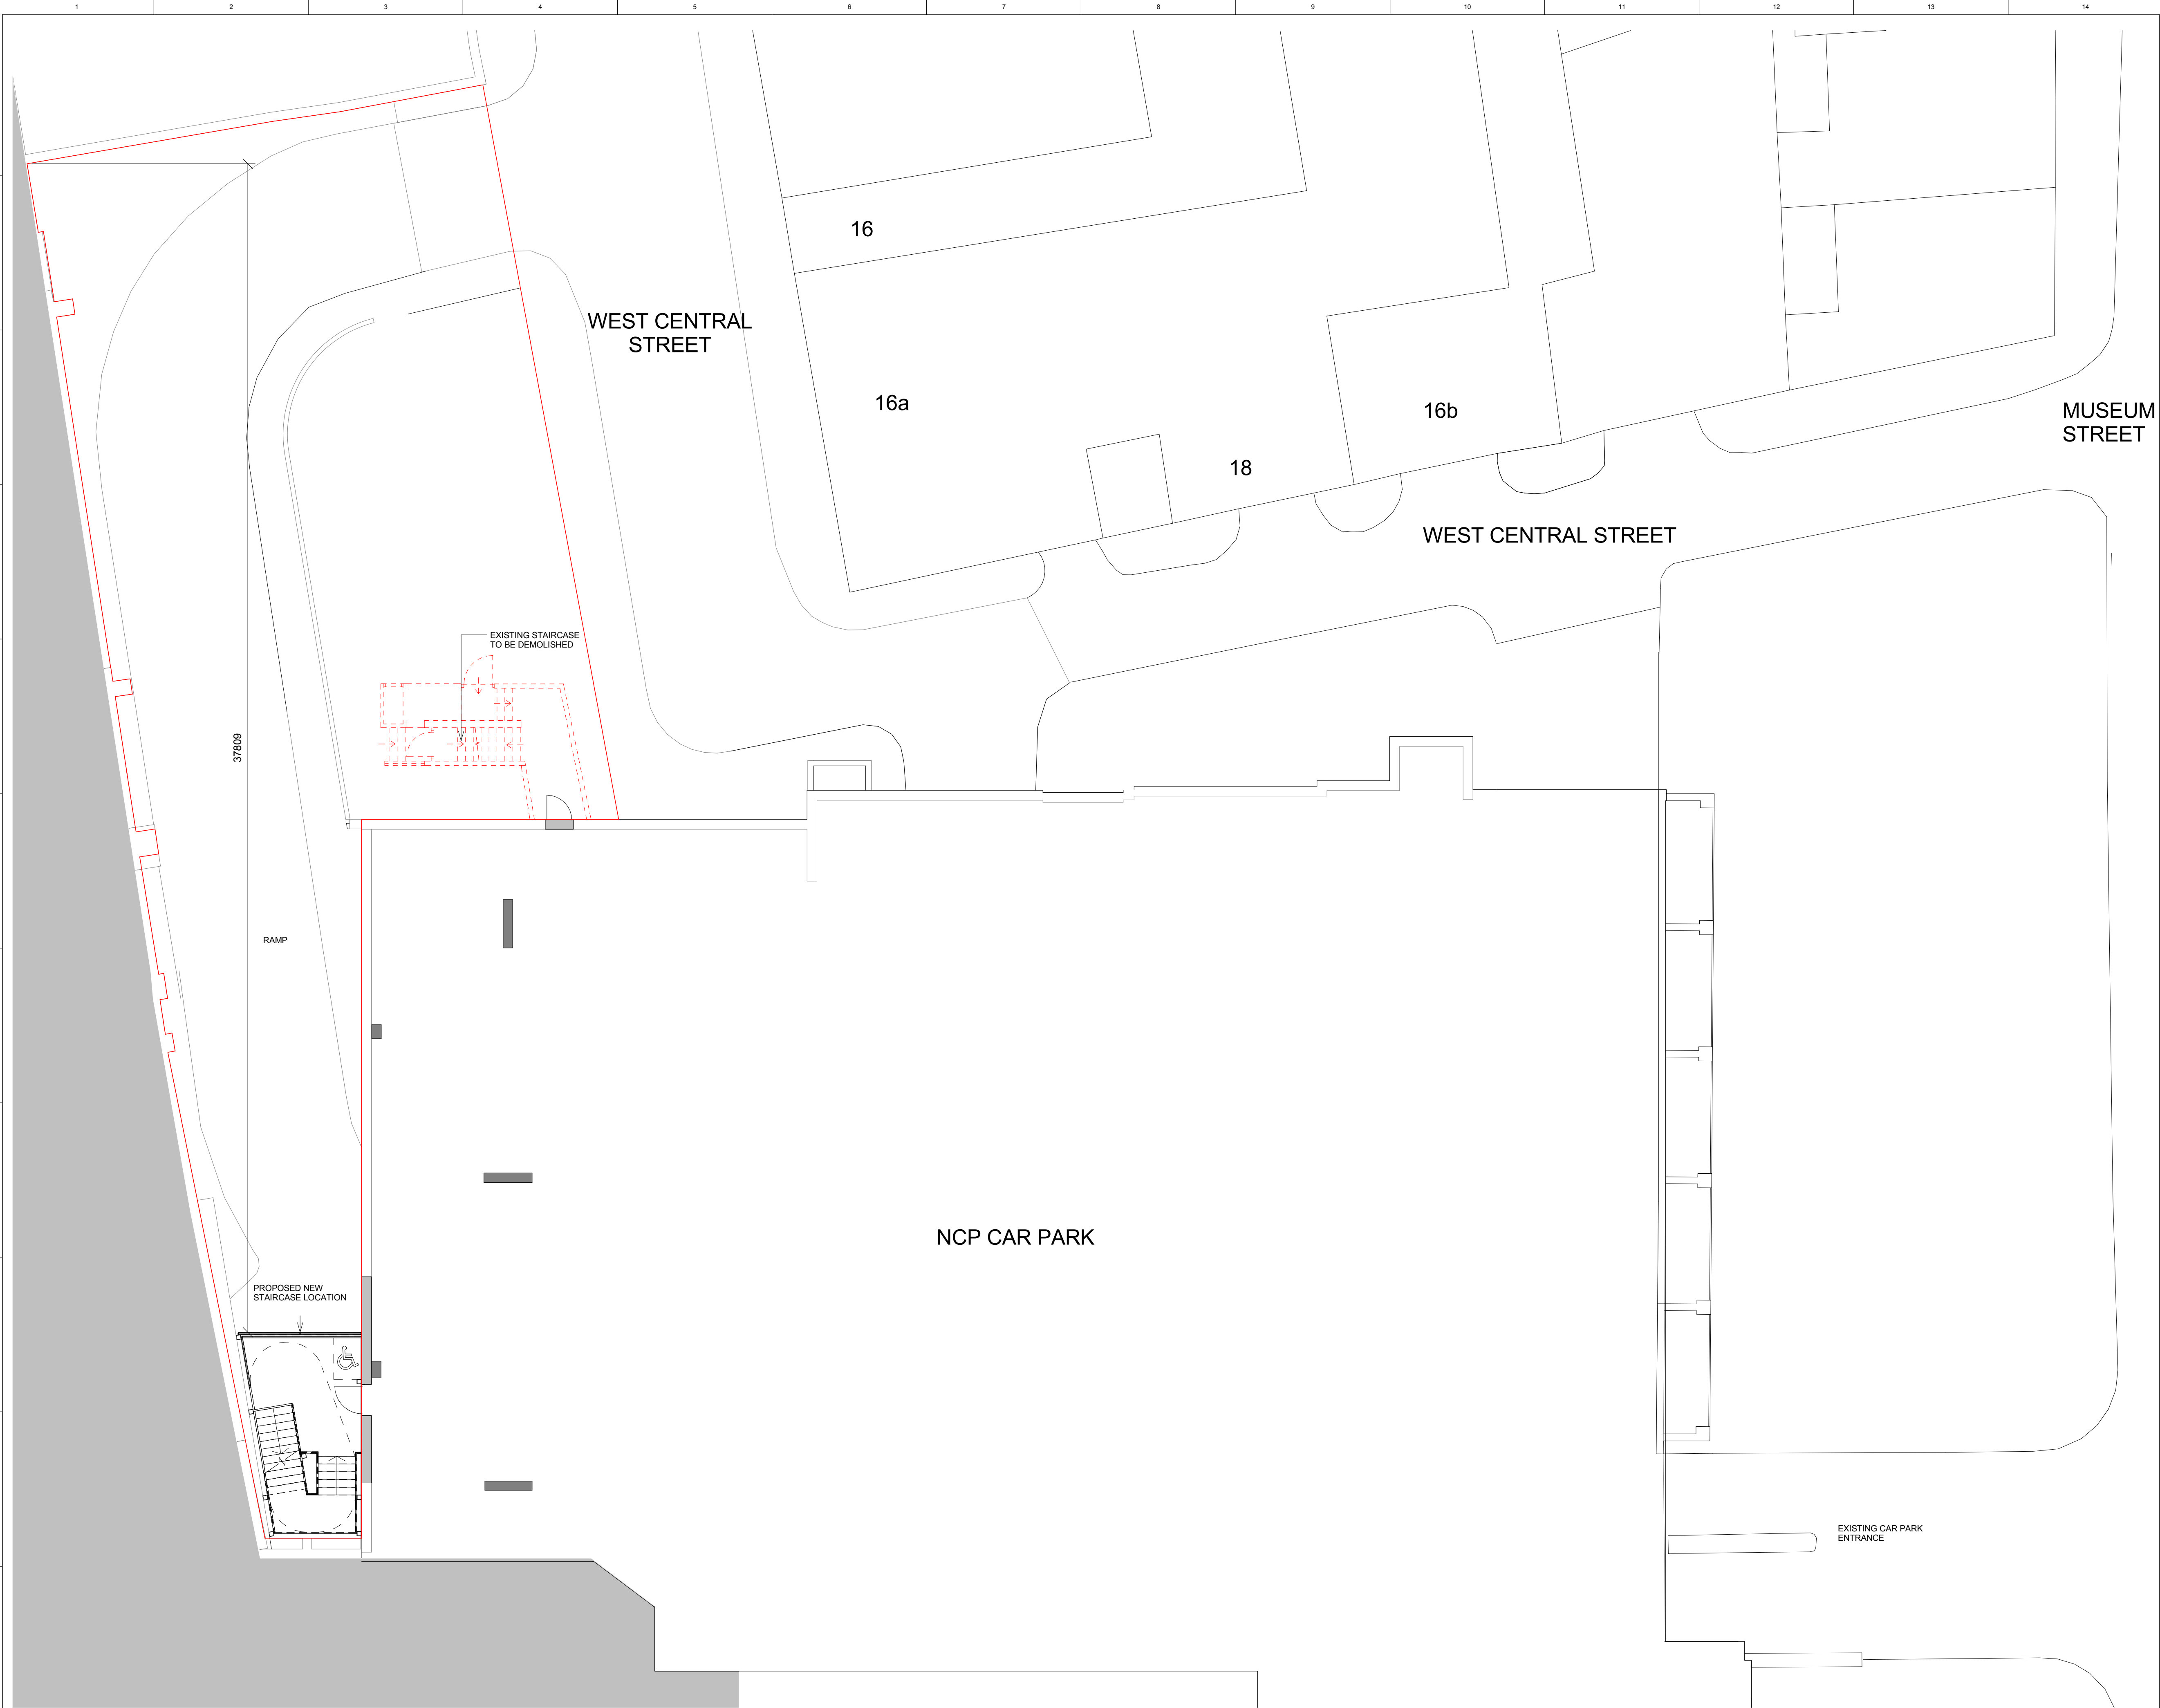 1 2 3 4 5 6 7 8 9 10 11 12 13 14
16
WEST CENTRAL
STREET
16a
16b
MUSEUM
STREET
18
WEST CENTRAL STREET
EXISTING STAIRCASE
TO BE DEMOLISHED
37809
RAMP
NCP CAR PARK
PROPOSED NEW
STAIRCASE LOCATION
EXISTING CAR PARK
ENTRANCE